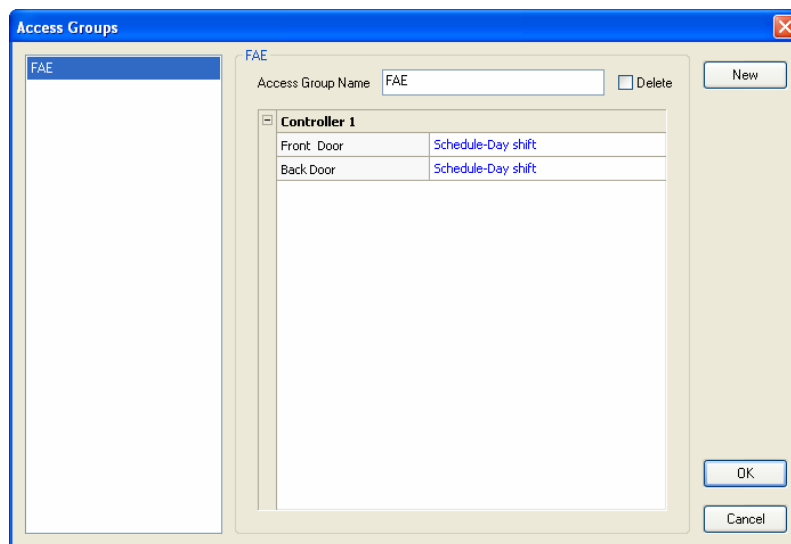 Access Groups
FAE
FAE
Access Group Name FAE Delete
New
Controller 1
Front Door Schedule-Day shift
Back Door Schedule-Day shift
OK
Cancel